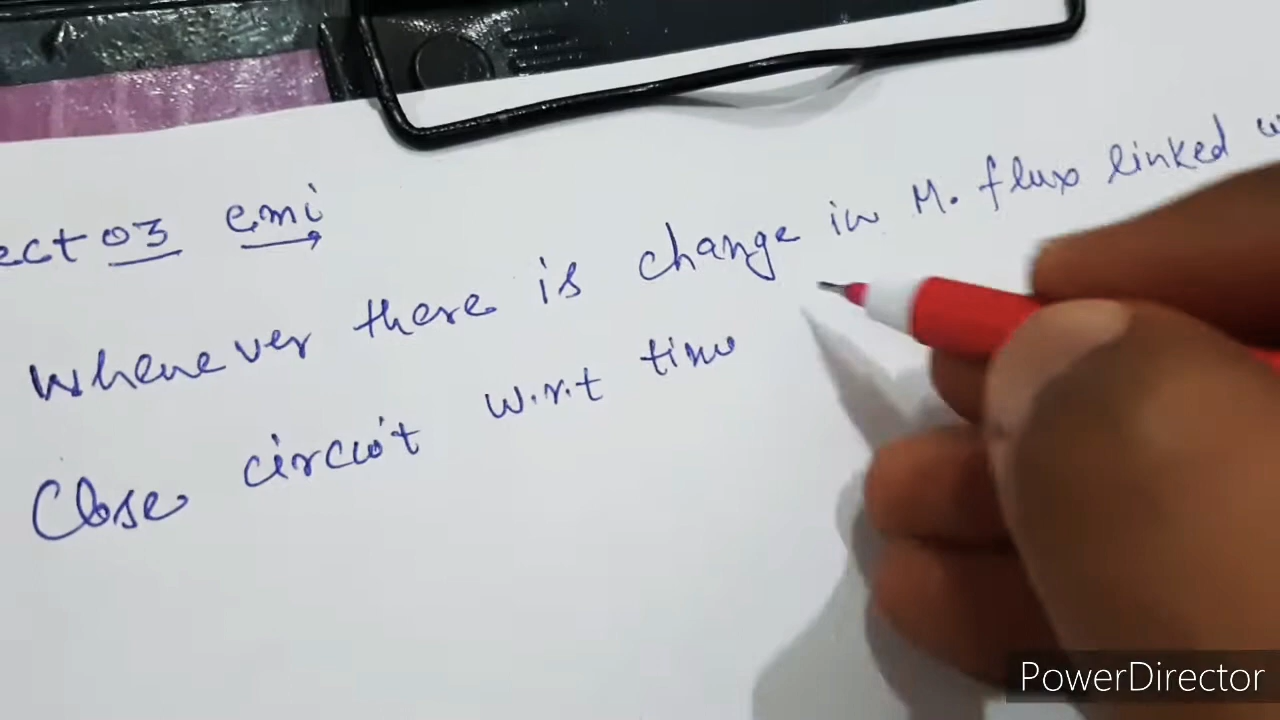 ect 03 emi
Whenever there is change in M. flux linked
Close circuit w.r.t time
PowerDirector